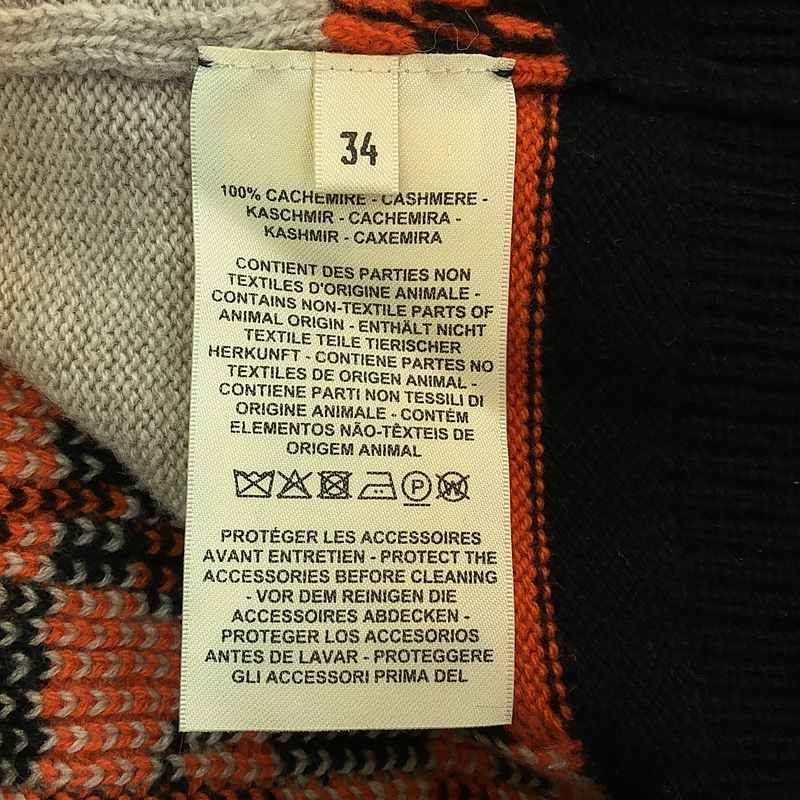 34
100% CACHEMIRE - CASHMERE -
KASCHMIR - CACHEMIRA -
KASHMIR - CAXEMIRA
CONTIENT DES PARTIES NON
TEXTILES D'ORIGINE ANIMALE -
CONTAINS NON-TEXTILE PARTS OF
ANIMAL ORIGIN - ENTHÄLT NICHT
TEXTILE TEILE TIERISCHER
HERKUNFT - CONTIENE PARTES NO
TEXTILES DE ORIGEN ANIMAL -
CONTIENE PARTI NON TESSILI DI
ORIGINE ANIMALE - CONTÉM
ELEMENTOS NÃO-TÊXTEIS DE
ORIGEM ANIMAL
P W
PROTÉGER LES ACCESSOIRES
AVANT ENTRETIEN - PROTECT THE
ACCESSORIES BEFORE CLEANING
- VOR DEM REINIGEN DIE
ACCESSOIRES ABDECKEN -
PROTEGER LOS ACCESORIOS
ANTES DE LAVAR - PROTEGGERE
GLI ACCESSORI PRIMA DEL